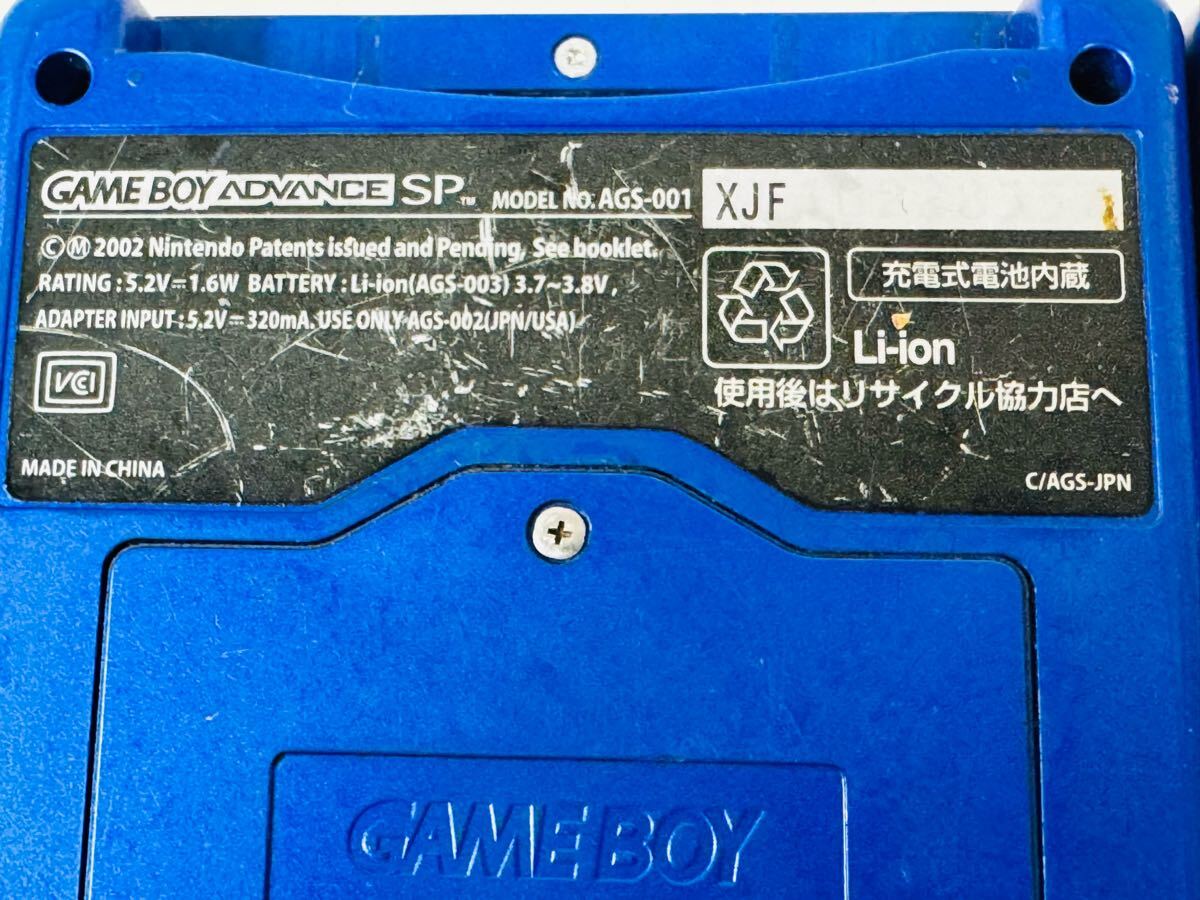 GAME BOY ADVANCE SP™ MODEL NO. AGS-001
©Ⓜ 2002 Nintendo Patents issued and Pending, See booklet.
RATING : 5.2V⎓1.6W BATTERY : Li-ion(AGS-003) 3.7~3.8V ,
ADAPTER INPUT : 5.2V⎓320mA. USE ONLY AGS-002(JPN/USA)
VCI
MADE IN CHINA
XJF
充電式電池内蔵
Li-ion
使用後はリサイクル協力店へ
C/AGS-JPN
GAME BOY